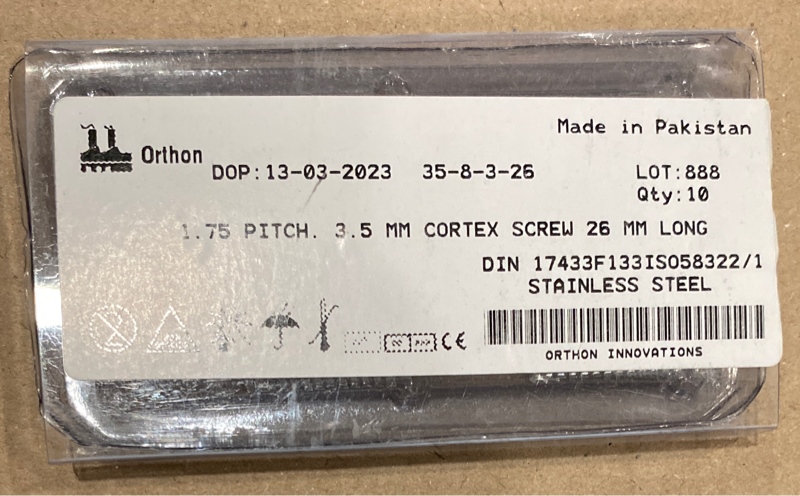 Made in Pakistan
Orthon
DOP:13-03-2023 35-8-3-26 LOT:888
Qty:10
1.75 PITCH. 3.5 MM CORTEX SCREW 26 MM LONG
DIN 17433F133ISO58322/1
STAINLESS STEEL
CE
ORTHON INNOVATIONS